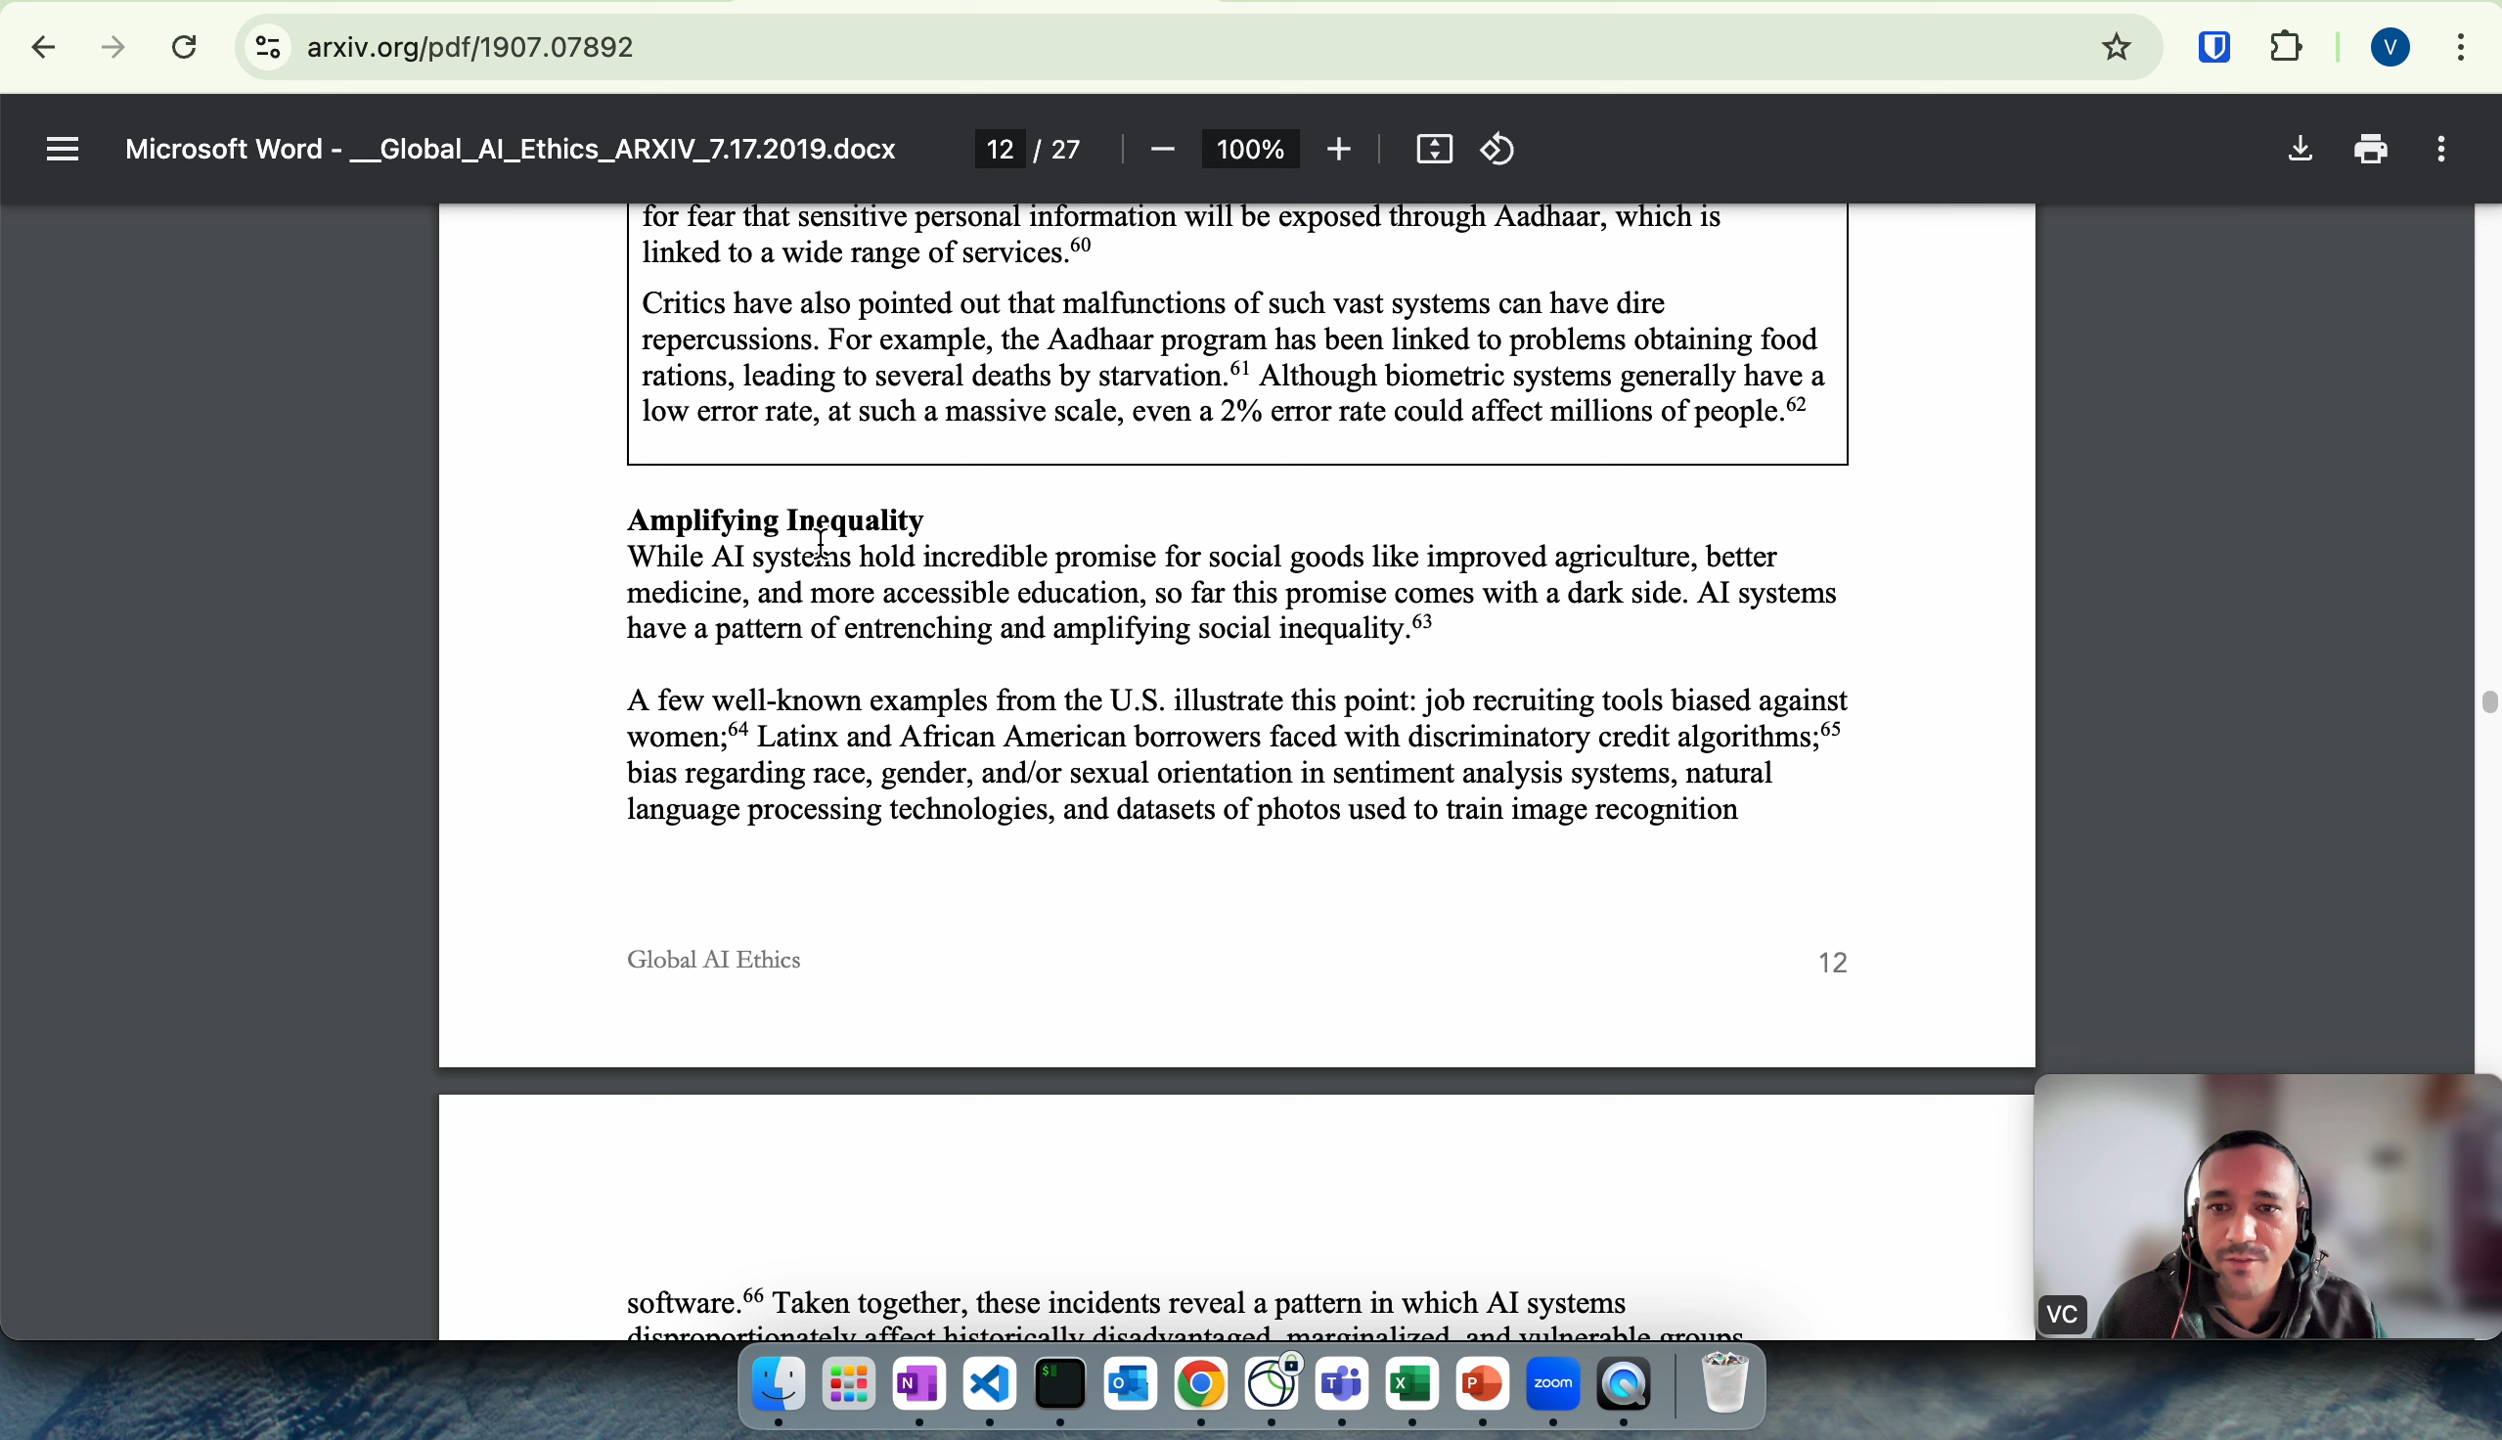 arxiv.org/pdf/1907.07892
V
Microsoft Word - __Global_AI_Ethics_ARXIV_7.17.2019.docx
12 / 27
100%
for fear that sensitive personal information will be exposed through Aadhaar, which is
linked to a wide range of services.60
Critics have also pointed out that malfunctions of such vast systems can have dire
repercussions. For example, the Aadhaar program has been linked to problems obtaining food
rations, leading to several deaths by starvation.61 Although biometric systems generally have a
low error rate, at such a massive scale, even a 2% error rate could affect millions of people.62
Amplifying Inequality
While AI systems hold incredible promise for social goods like improved agriculture, better
medicine, and more accessible education, so far this promise comes with a dark side. AI systems
have a pattern of entrenching and amplifying social inequality.63
A few well-known examples from the U.S. illustrate this point: job recruiting tools biased against
women;64 Latinx and African American borrowers faced with discriminatory credit algorithms;65
bias regarding race, gender, and/or sexual orientation in sentiment analysis systems, natural
language processing technologies, and datasets of photos used to train image recognition
Global AI Ethics
12
software.66 Taken together, these incidents reveal a pattern in which AI systems
disproportionately affect historically disadvantaged, marginalized, and vulnerable groups
VC
N
$
O
T
X
P
zoom